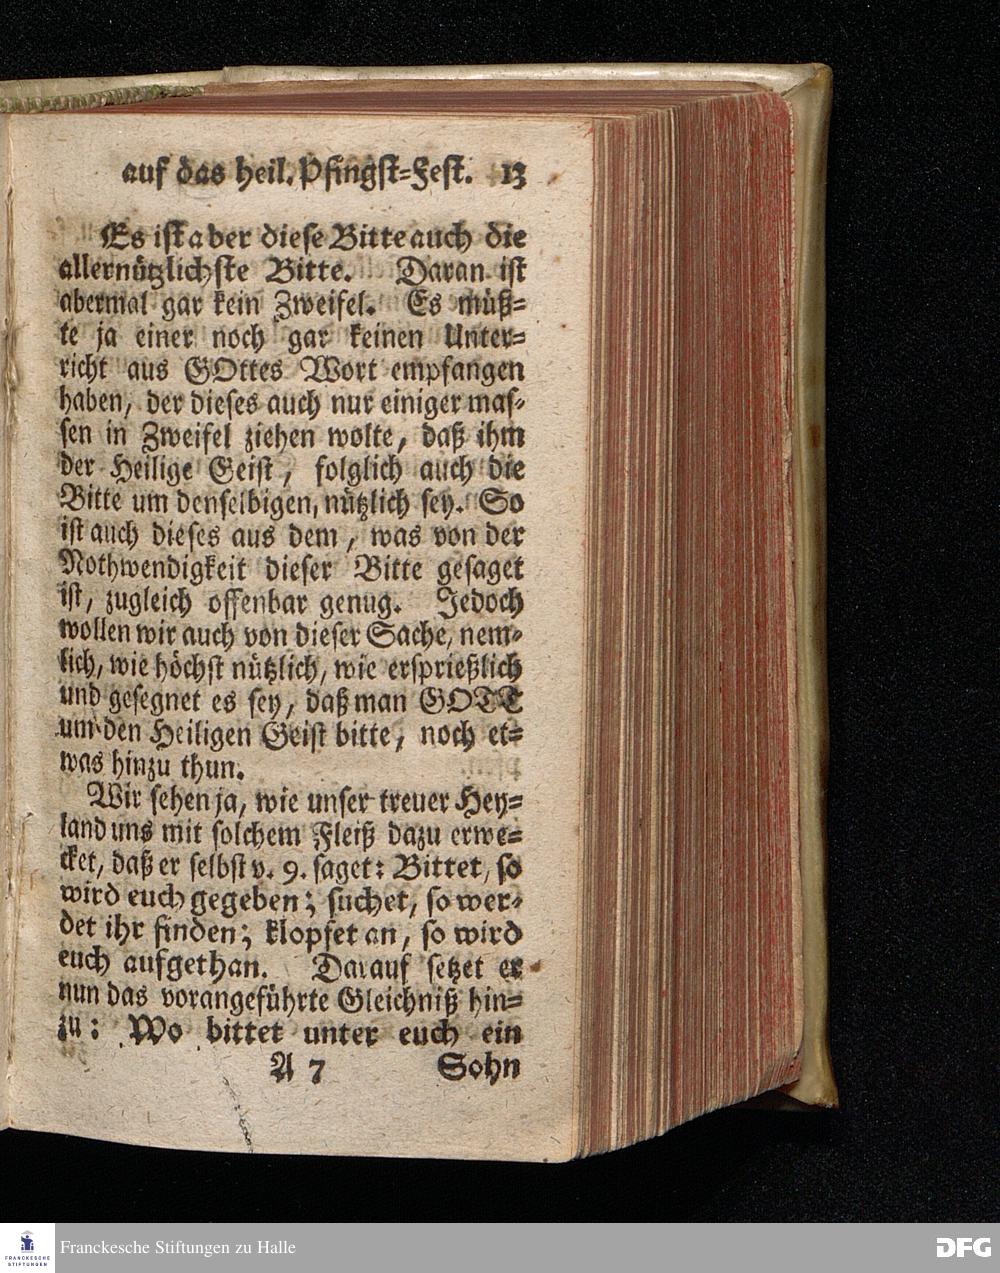 auf das heil. Pfingst-Fest. 13
Es ist aber diese Bitte auch die
allernützlichste Bitte. Daran ist
abermal gar kein Zweifel. Es müß-
te ja einer noch gar keinen Unter-
richt aus GOttes Wort empfangen
haben, der dieses auch nur einiger mas-
sen in Zweifel ziehen wolte, daß ihm
der Heilige Geist, folglich auch die
Bitte um denselbigen, nützlich sey. So
ist auch dieses aus dem, was von der
Nothwendigkeit dieser Bitte gesaget
ist, zugleich offenbar genug. Jedoch
wollen wir auch von dieser Sache, nem-
lich, wie höchst nützlich, wie ersprießlich
und gesegnet es sey, daß man GOTT
um den Heiligen Geist bitte, noch et-
was hinzu thun.
Wir sehen ja, wie unser treuer Hey-
land uns mit solchem Fleiß dazu erwe-
cket, daß er selbst v. 9. saget: Bittet, so
wird euch gegeben; suchet, so wer-
det ihr finden; klopfet an, so wird
euch aufgethan. Darauf setzet er
nun das vorangeführte Gleichniß hin-
zu: Wo bittet unter euch ein
A 7 Sohn
FRANCKESCHE
STIFTUNGEN
Franckesche Stiftungen zu Halle
DFG